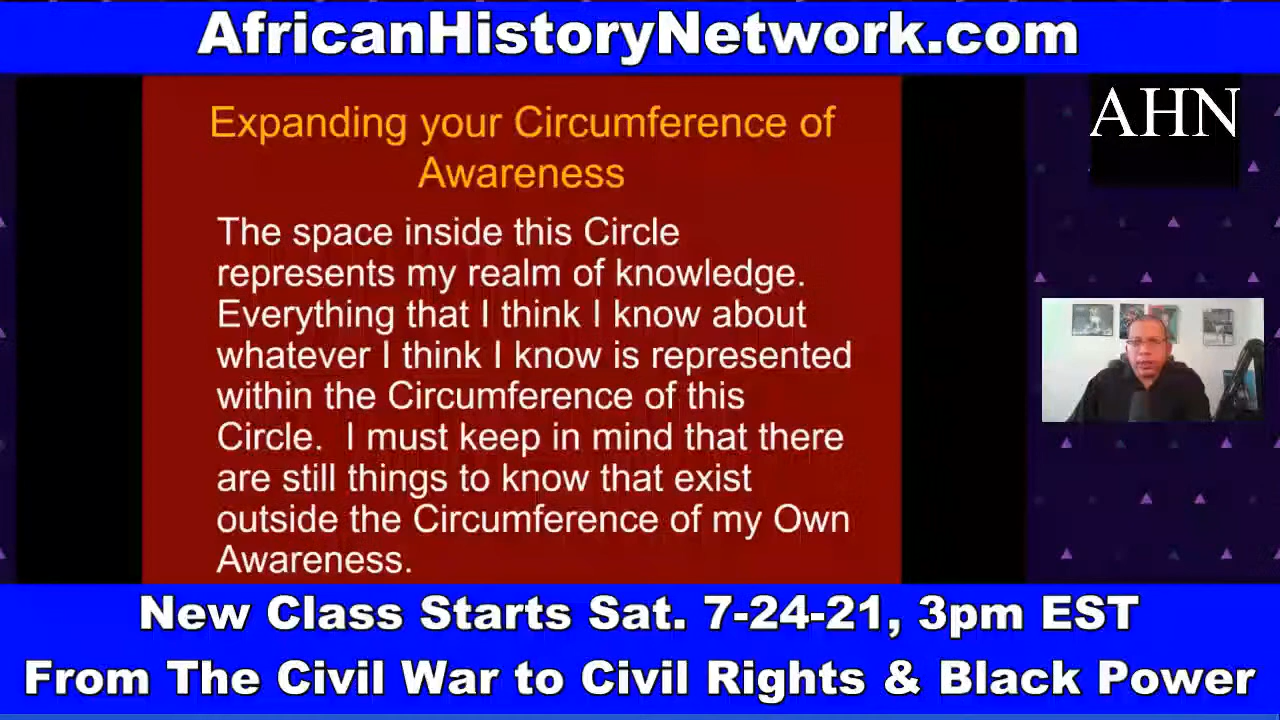 AfricanHistoryNetwork.com
AHN
Expanding your Circumference of
Awareness
The space inside this Circle
represents my realm of knowledge.
Everything that I think I know about
whatever I think I know is represented
within the Circumference of this
Circle.  I must keep in mind that there
are still things to know that exist
outside the Circumference of my Own
Awareness.
New Class Starts Sat. 7-24-21, 3pm EST
From The Civil War to Civil Rights & Black Power